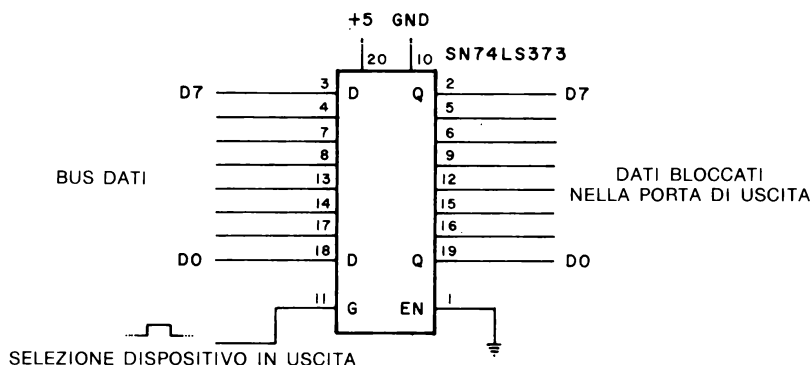 +5 GND
20 10 SN74LS373
D7 3 D Q 2 D7
4 5
7 6
8 9
BUS DATI 13 12 DATI BLOCCATI
NELLA PORTA DI USCITA
14 15
17 16
D0 18 D Q 19 D0
11 G EN 1
SELEZIONE DISPOSITIVO IN USCITA